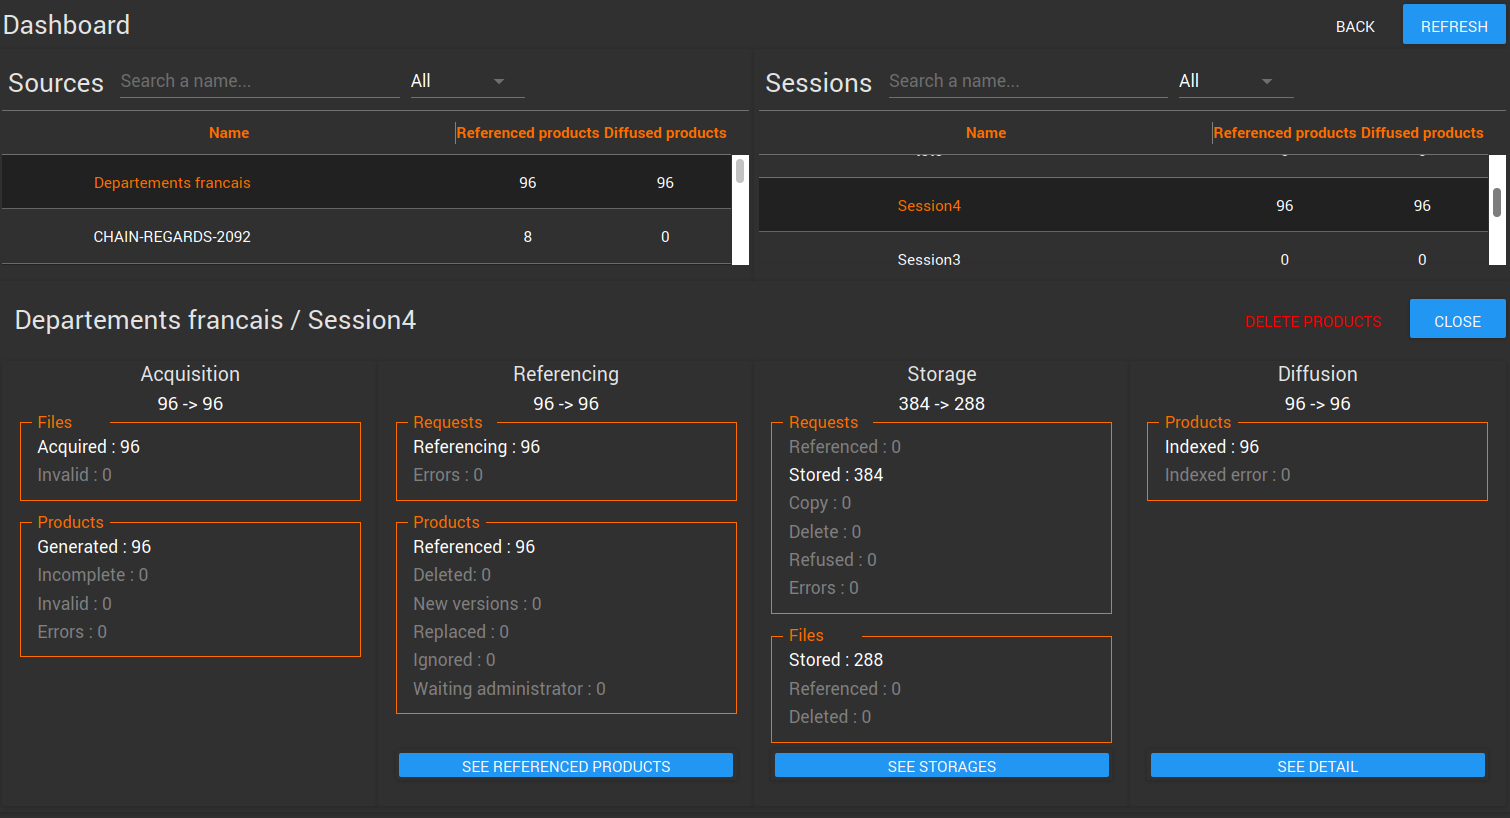 Dashboard
BACK
REFRESH
Sources
Search a name...
All
Sessions
Search a name...
All
Name
Referenced products
Diffused products
Name
Referenced products
Diffused products
Departements francais
96
96
CHAIN-REGARDS-2092
8
0
Session4
96
96
Session3
0
0
Departements francais / Session4
DELETE PRODUCTS
CLOSE
Acquisition
96 -> 96
Files
Acquired : 96
Invalid : 0
Products
Generated : 96
Incomplete : 0
Invalid : 0
Errors : 0
Referencing
96 -> 96
Requests
Referencing : 96
Errors : 0
Products
Referenced : 96
Deleted: 0
New versions : 0
Replaced : 0
Ignored : 0
Waiting administrator : 0
SEE REFERENCED PRODUCTS
Storage
384 -> 288
Requests
Referenced : 0
Stored : 384
Copy : 0
Delete : 0
Refused : 0
Errors : 0
Files
Stored : 288
Referenced : 0
Deleted : 0
SEE STORAGES
Diffusion
96 -> 96
Products
Indexed : 96
Indexed error : 0
SEE DETAIL